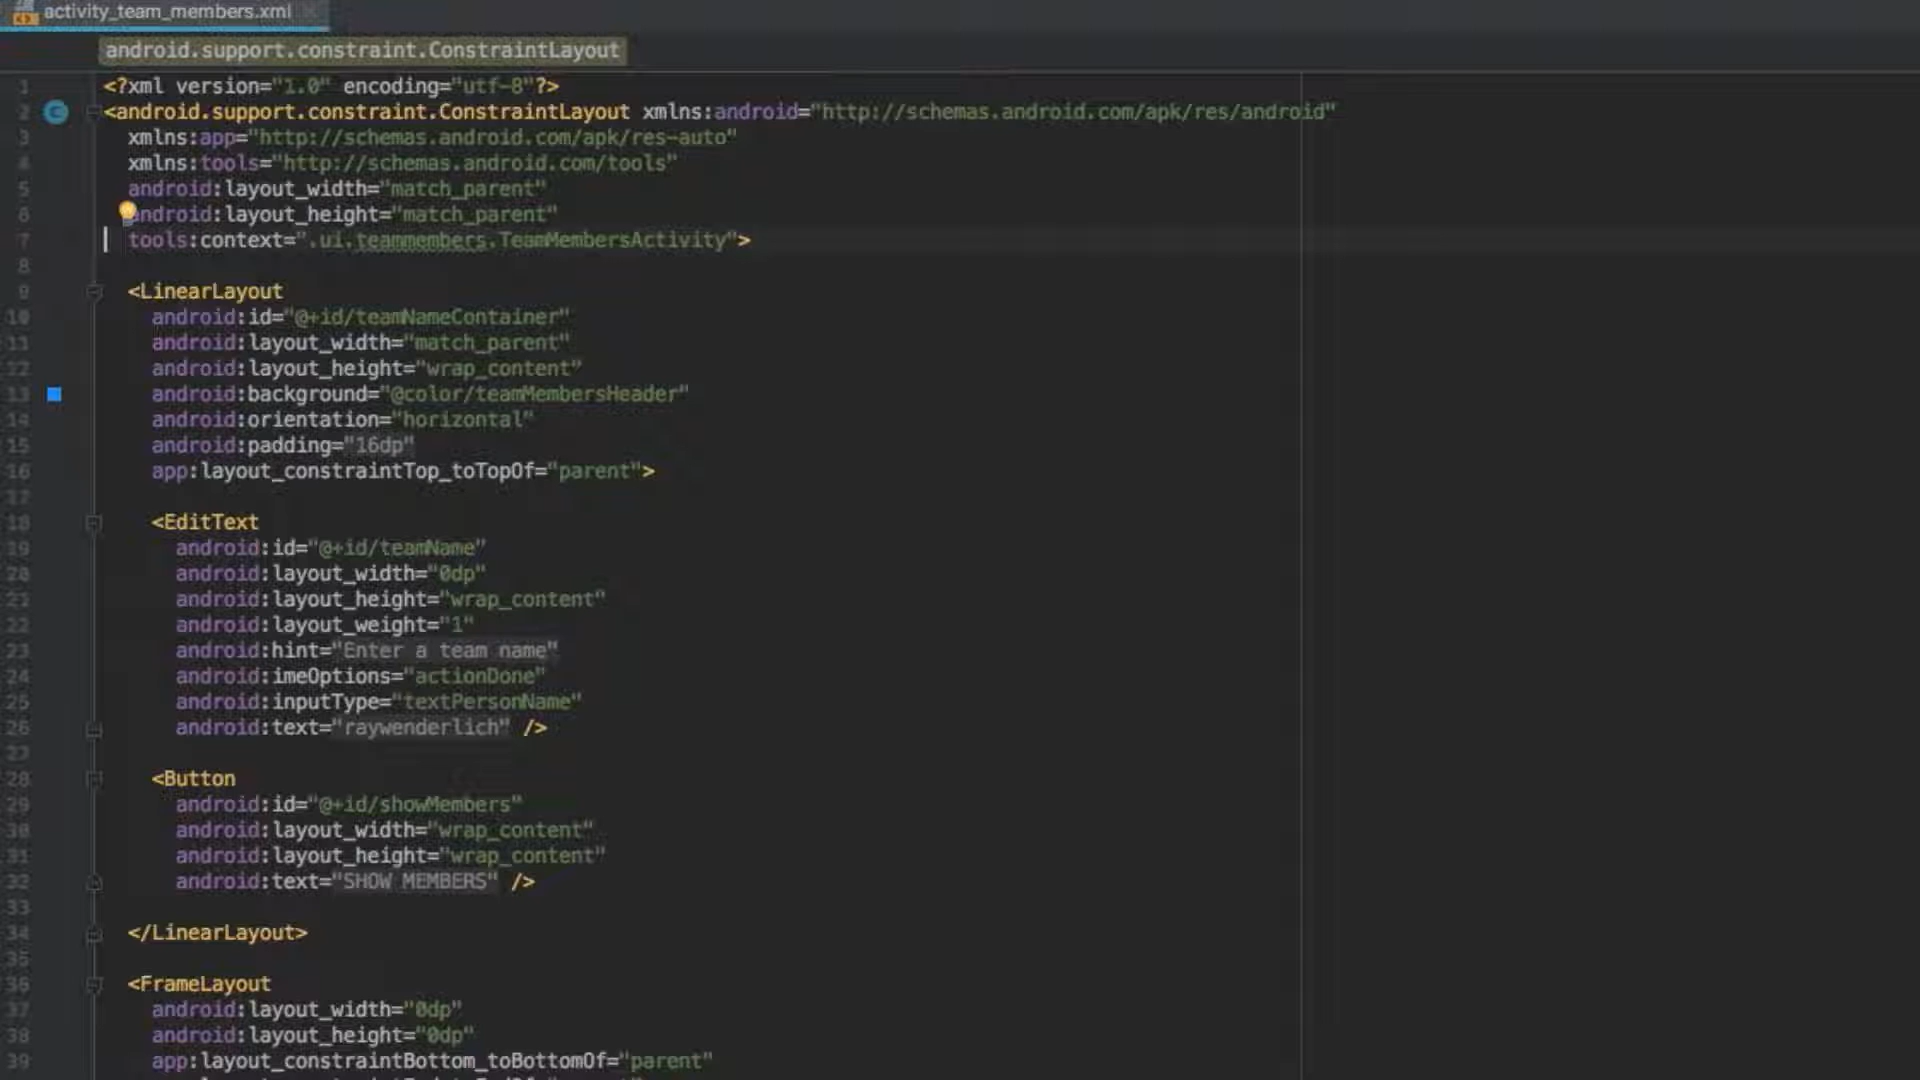 activity_team_members.xml
android.support.constraint.ConstraintLayout
1 <?xml version="1.0" encoding="utf-8"?>
2 <android.support.constraint.ConstraintLayout xmlns:android="http://schemas.android.com/apk/res/android"
3 xmlns:app="http://schemas.android.com/apk/res-auto"
4 xmlns:tools="http://schemas.android.com/tools"
5 android:layout_width="match_parent"
6 android:layout_height="match_parent"
7 tools:context=".ui.teammembers.TeamMembersActivity">
8
9 <LinearLayout
10 android:id="@+id/teamNameContainer"
11 android:layout_width="match_parent"
12 android:layout_height="wrap_content"
13 android:background="@color/teamMembersHeader"
14 android:orientation="horizontal"
15 android:padding="16dp"
16 app:layout_constraintTop_toTopOf="parent">
17
18 <EditText
19 android:id="@+id/teamName"
20 android:layout_width="0dp"
21 android:layout_height="wrap_content"
22 android:layout_weight="1"
23 android:hint="Enter a team name"
24 android:imeOptions="actionDone"
25 android:inputType="textPersonName"
26 android:text="raywenderlich" />
27
28 <Button
29 android:id="@+id/showMembers"
30 android:layout_width="wrap_content"
31 android:layout_height="wrap_content"
32 android:text="SHOW MEMBERS" />
33
34 </LinearLayout>
35
36 <FrameLayout
37 android:layout_width="0dp"
38 android:layout_height="0dp"
39 app:layout_constraintBottom_toBottomOf="parent"